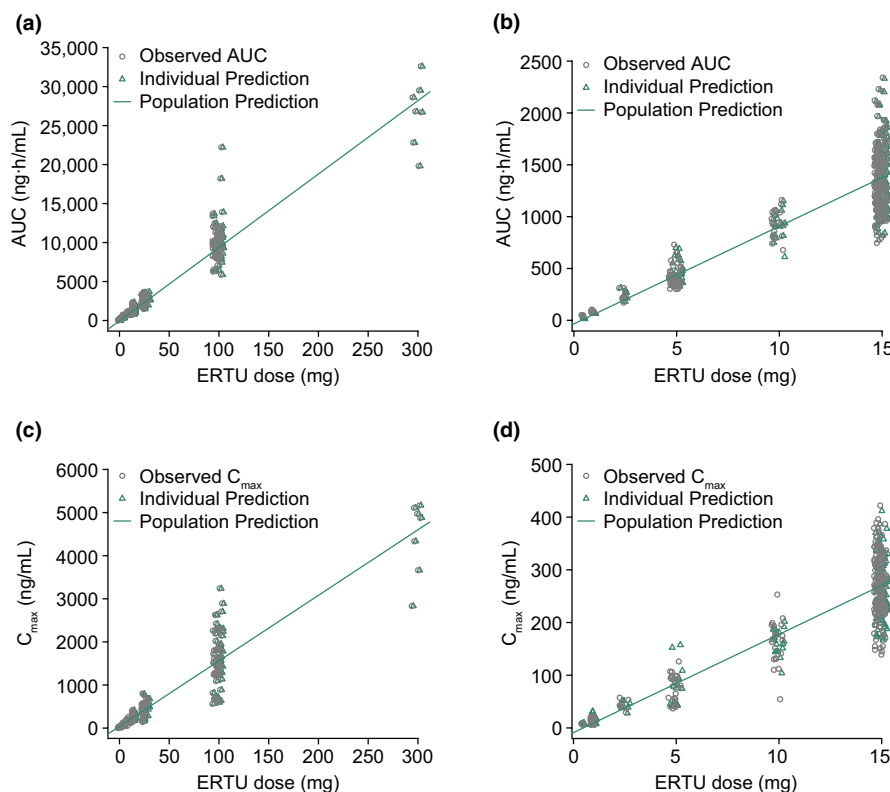 (a)
35,000
30,000
25,000
20,000
15,000
10,000
5000
0
AUC (ng·h/mL)
Observed AUC
Individual Prediction
Population Prediction
0 50 100 150 200 250 300
ERTU dose (mg)
(b)
2500
2000
1500
1000
500
0
AUC (ng·h/mL)
Observed AUC
Individual Prediction
Population Prediction
0 5 10 15
ERTU dose (mg)
(c)
6000
5000
4000
3000
2000
1000
0
Cmax (ng/mL)
Observed Cmax
Individual Prediction
Population Prediction
0 50 100 150 200 250 300
ERTU dose (mg)
(d)
500
400
300
200
100
0
Cmax (ng/mL)
Observed Cmax
Individual Prediction
Population Prediction
0 5 10 15
ERTU dose (mg)